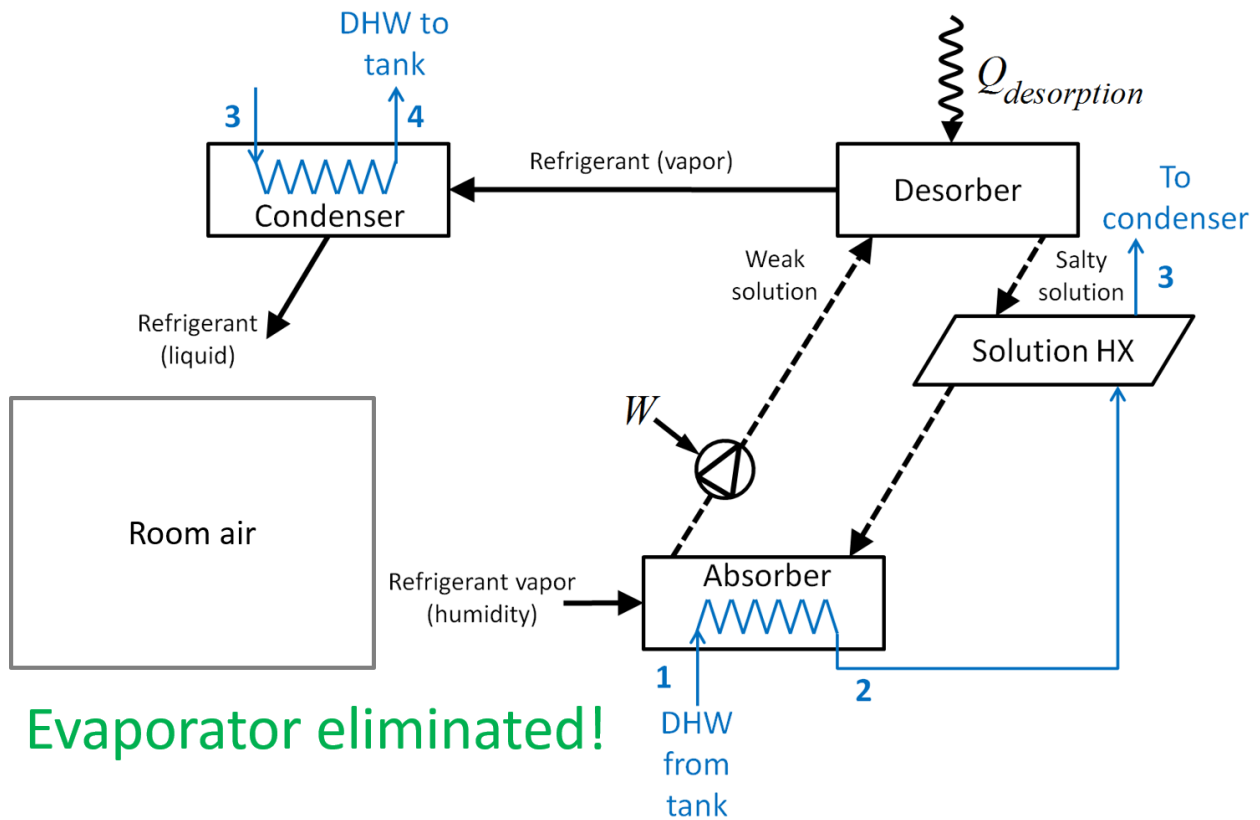 DHW to
tank
3
4
Condenser
Refrigerant (vapor)
Q desorption
Desorber
To
condenser
3
Weak
solution
Salty
solution
Refrigerant
(liquid)
Solution HX
W
Room air
Absorber
Refrigerant vapor
(humidity)
1
2
DHW
from
tank
Evaporator eliminated!